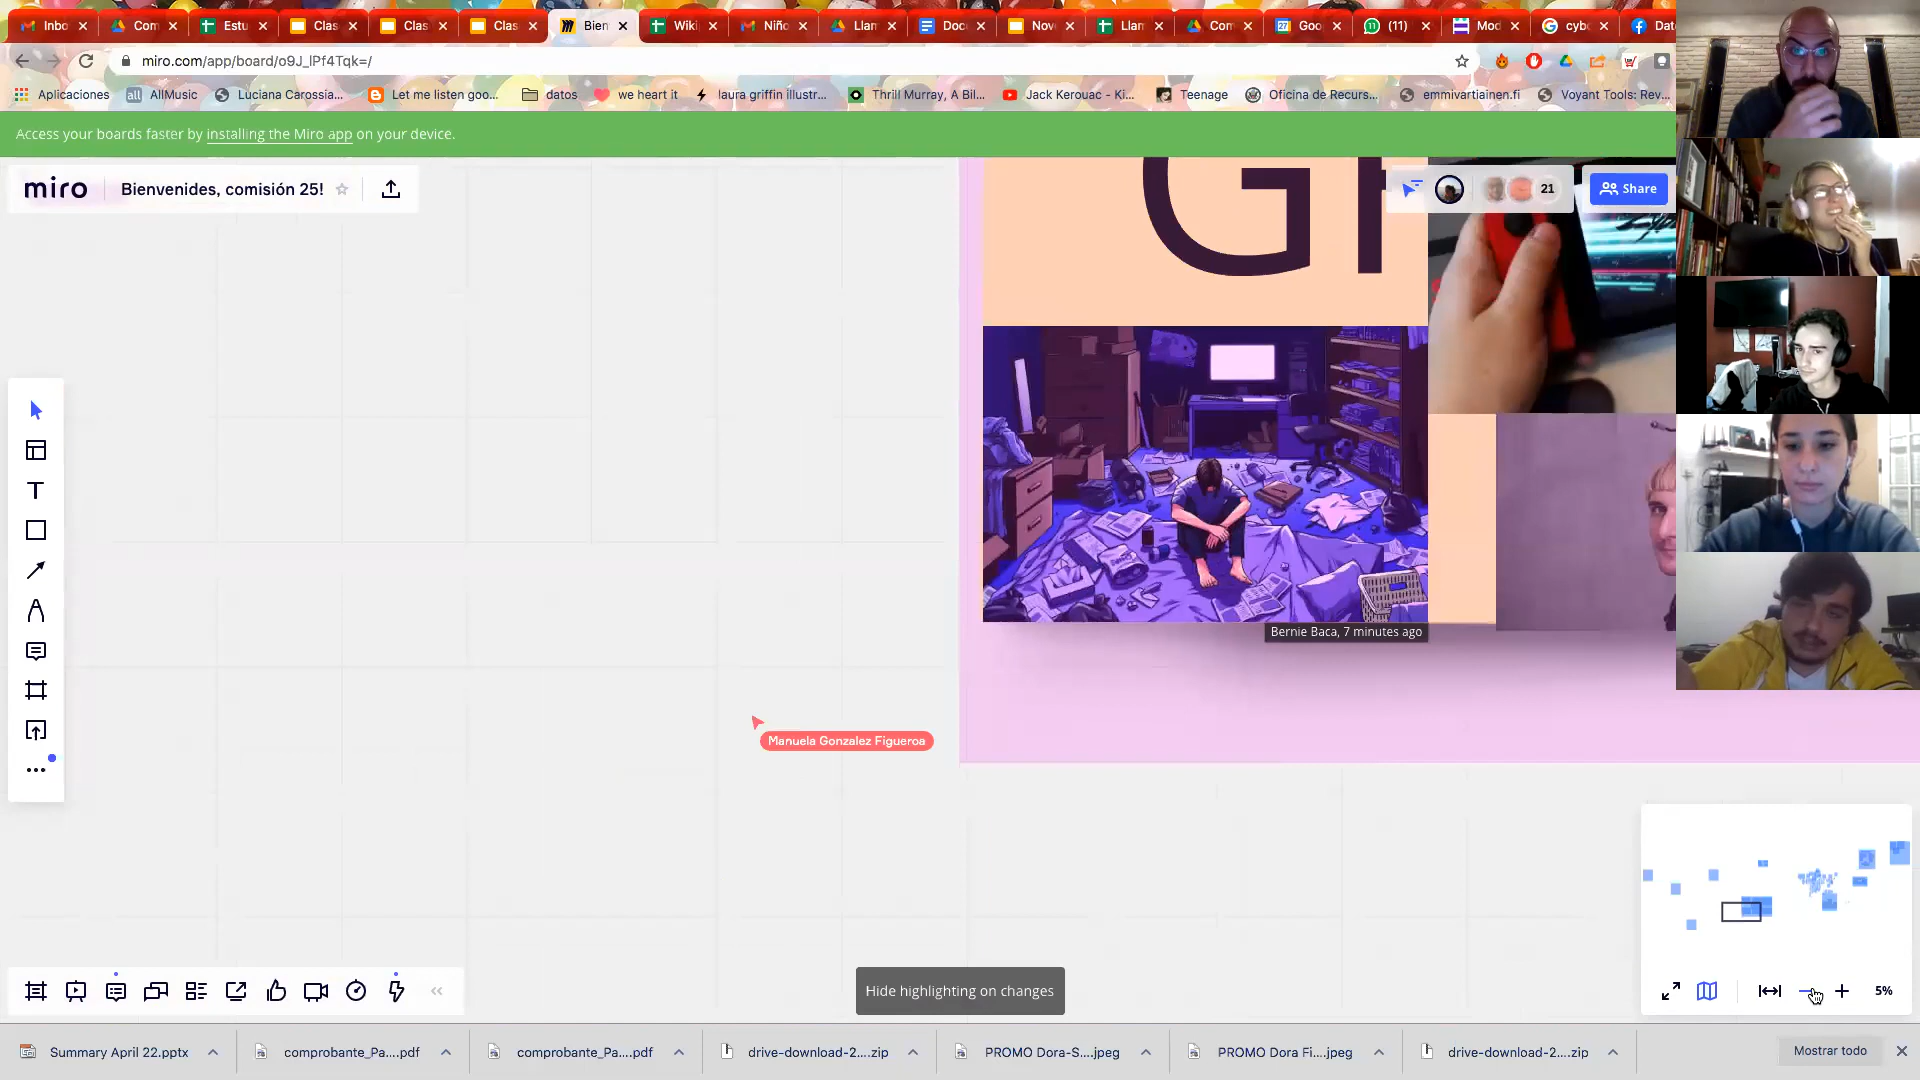 Inbo
Com
Estu
Clas
Clas
Clas
Bien
Wiki
Niño
Llam
Doc
Nov
Llam
Com
Goo
(11)
Mod
cybo
Date
miro.com/app/board/o9J_lPf4Tqk=/
Aplicaciones
AllMusic
Luciana Carossia...
Let me listen goo...
datos
we heart it
laura griffin illustr...
Thrill Murray, A Bil...
Jack Kerouac - Ki...
Teenage
Oficina de Recurs...
emmivartiainen.fi
Voyant Tools: Rev...
Access your boards faster by installing the Miro app on your device.
miro
Bienvenides, comisión 25!
21
Share
Bernie Baca, 7 minutes ago
Manuela Gonzalez Figueroa
Hide highlighting on changes
5%
Summary April 22.pptx
comprobante_Pa....pdf
comprobante_Pa....pdf
drive-download-2....zip
PROMO Dora-S....jpeg
PROMO Dora Fi....jpeg
drive-download-2....zip
Mostrar todo